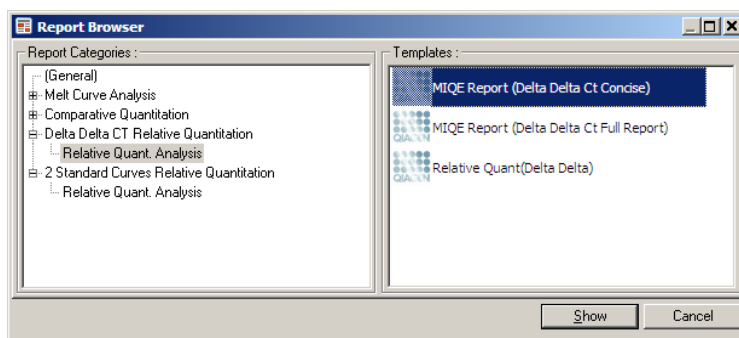 Report Browser
Report Categories :
(General)
Melt Curve Analysis
Comparative Quantitation
Delta Delta CT Relative Quantitation
Relative Quant. Analysis
2 Standard Curves Relative Quantitation
Relative Quant. Analysis
Templates :
MIQE Report (Delta Delta Ct Concise)
QIAGEN
MIQE Report (Delta Delta Ct Full Report)
QIAGEN
Relative Quant(Delta Delta)
Show
Cancel